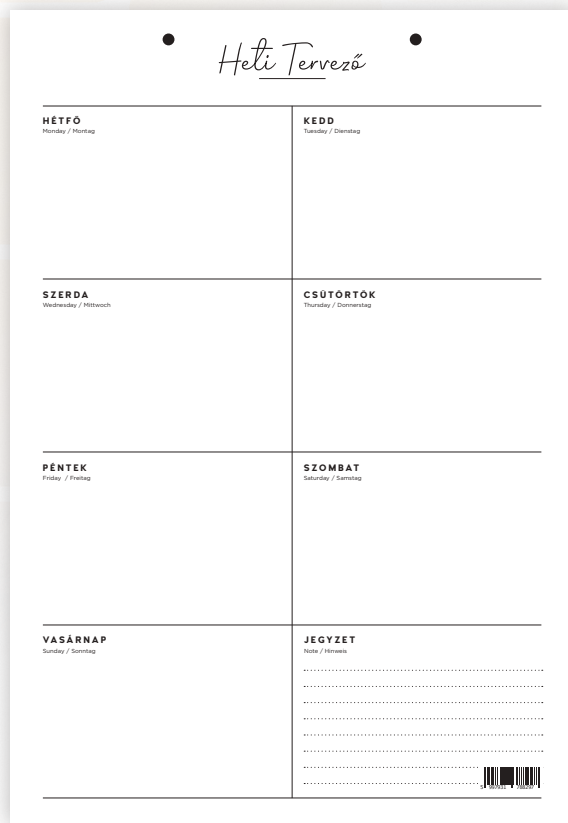 Heti Tervező
HÉTFŐ
Monday / Montag
KEDD
Tuesday / Dienstag
SZERDA
Wednesday / Mittwoch
CSÜTÖRTÖK
Thursday / Donnerstag
PÉNTEK
Friday / Freitag
SZOMBAT
Saturday / Samstag
VASÁRNAP
Sunday / Sonntag
JEGYZET
Note / Hinweis